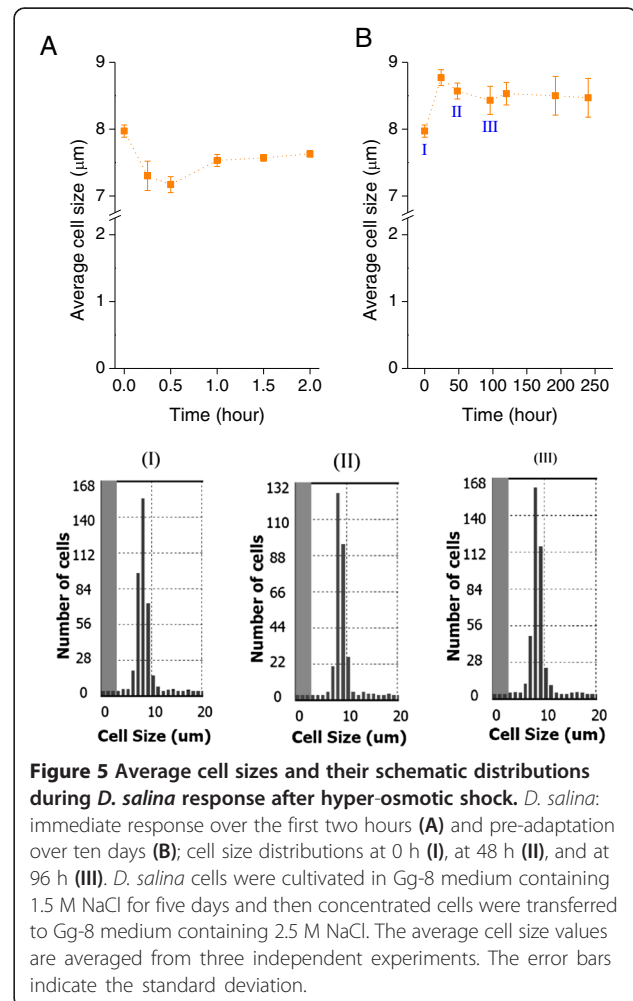 A
B
9
8
7
2
1
0
Average cell size (µm)
0.0 0.5 1.0 1.5 2.0
Time (hour)
9
8
7
2
1
0
Average cell size (µm)
I
II
III
0 50 100 150 200 250
Time (hour)
(I)
168
140
112
84
56
28
0
Number of cells
0 10 20
Cell Size (um)
(II)
132
110
88
66
44
22
0
Number of cells
0 10 20
Cell Size (um)
(III)
168
140
112
84
56
28
0
Number of cells
0 10 20
Cell Size (um)
Figure 5 Average cell sizes and their schematic distributions
during D. salina response after hyper-osmotic shock. D. salina:
immediate response over the first two hours (A) and pre-adaptation
over ten days (B); cell size distributions at 0 h (I), at 48 h (II), and at
96 h (III). D. salina cells were cultivated in Gg-8 medium containing
1.5 M NaCl for five days and then concentrated cells were transferred
to Gg-8 medium containing 2.5 M NaCl. The average cell size values
are averaged from three independent experiments. The error bars
indicate the standard deviation.